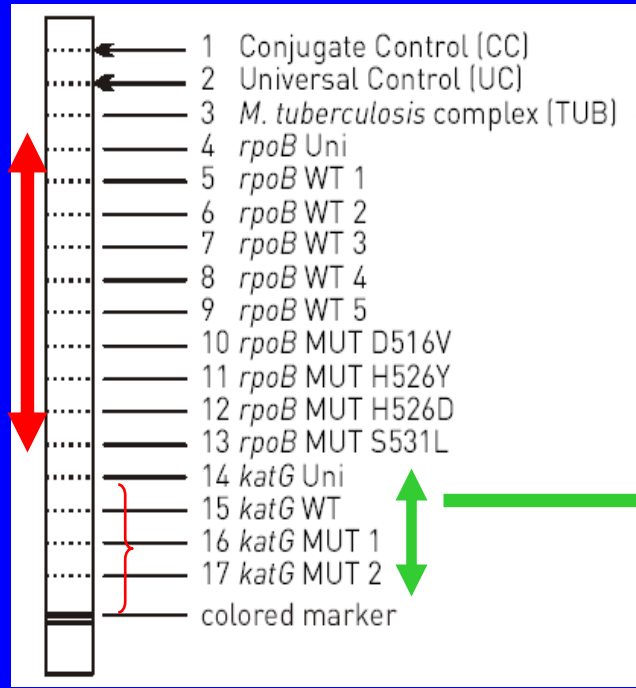 1 Conjugate Control (CC)
2 Universal Control (UC)
3 M. tuberculosis complex (TUB)
4 rpoB Uni
5 rpoB WT 1
6 rpoB WT 2
7 rpoB WT 3
8 rpoB WT 4
9 rpoB WT 5
10 rpoB MUT D516V
11 rpoB MUT H526Y
12 rpoB MUT H526D
13 rpoB MUT S531L
14 katG Uni
15 katG WT
16 katG MUT 1
17 katG MUT 2
colored marker